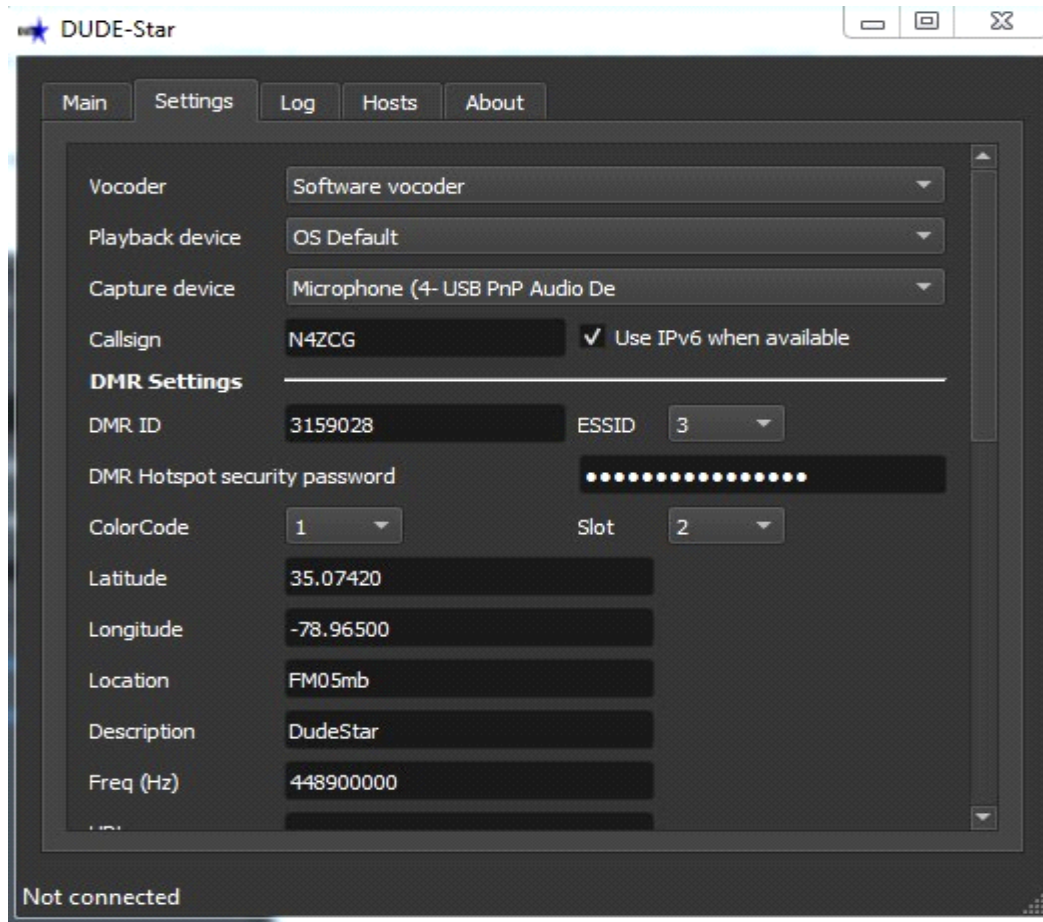 DUDE-Star
Main Settings Log Hosts About
Vocoder Software vocoder
Playback device OS Default
Capture device Microphone (4- USB PnP Audio De
Callsign N4ZCG Use IPv6 when available
DMR Settings
DMR ID 3159028 ESSID 3
DMR Hotspot security password ●●●●●●●●●●●●●●●●
ColorCode 1 Slot 2
Latitude 35.07420
Longitude -78.96500
Location FM05mb
Description DudeStar
Freq (Hz) 448900000
Not connected